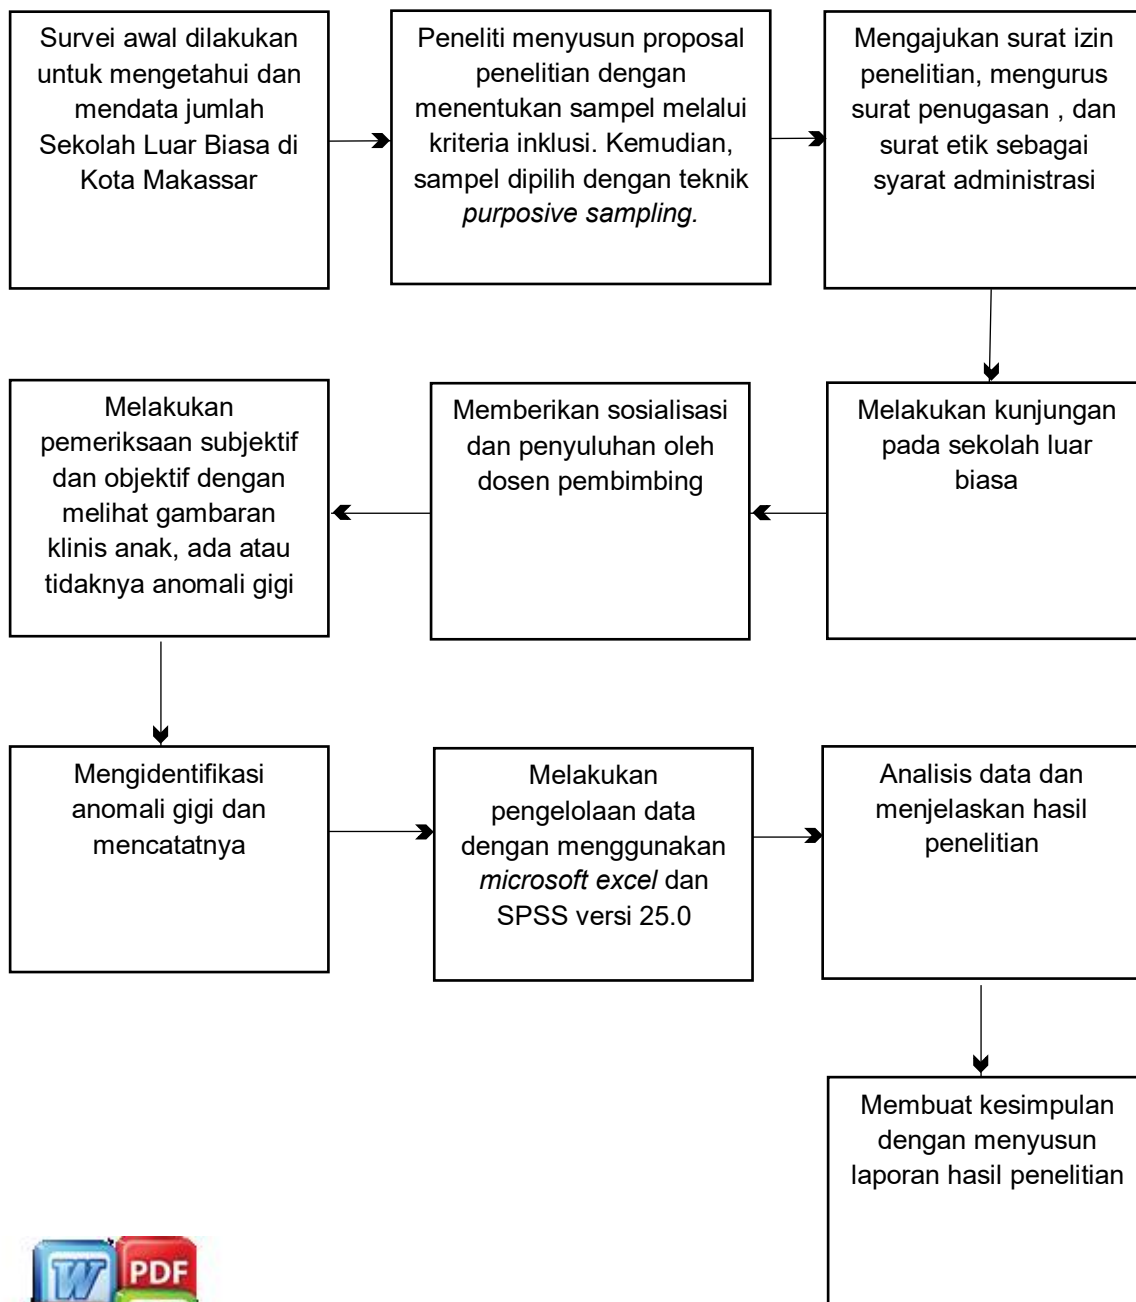 Survei awal dilakukan
untuk mengetahui dan
mendata jumlah
Sekolah Luar Biasa di
Kota Makassar
Peneliti menyusun proposal
penelitian dengan
menentukan sampel melalui
kriteria inklusi. Kemudian,
sampel dipilih dengan teknik
purposive sampling.
Mengajukan surat izin
penelitian, mengurus
surat penugasan , dan
surat etik sebagai
syarat administrasi
Melakukan kunjungan
pada sekolah luar
biasa
Memberikan sosialisasi
dan penyuluhan oleh
dosen pembimbing
Melakukan
pemeriksaan subjektif
dan objektif dengan
melihat gambaran
klinis anak, ada atau
tidaknya anomali gigi
Mengidentifikasi
anomali gigi dan
mencatatnya
Melakukan
pengelolaan data
dengan menggunakan
microsoft excel dan
SPSS versi 25.0
Analisis data dan
menjelaskan hasil
penelitian
Membuat kesimpulan
dengan menyusun
laporan hasil penelitian
W
PDF